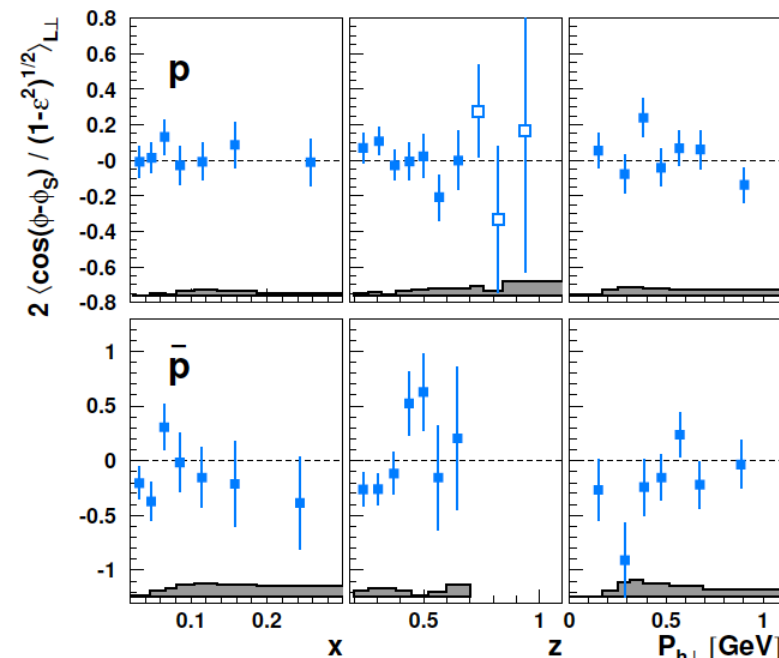 2 ⟨cos(ϕ-ϕ_S) / (1-ε²)^{1/2}⟩_{L⊥}
0.8
0.6
0.4
0.2
-0
-0.2
-0.4
-0.6
-0.8
p
1
0.5
0
-0.5
-1
p̄
0.1 0.2
x
0.5 1
z
0 0.5 1
P_{h⊥} [GeV]